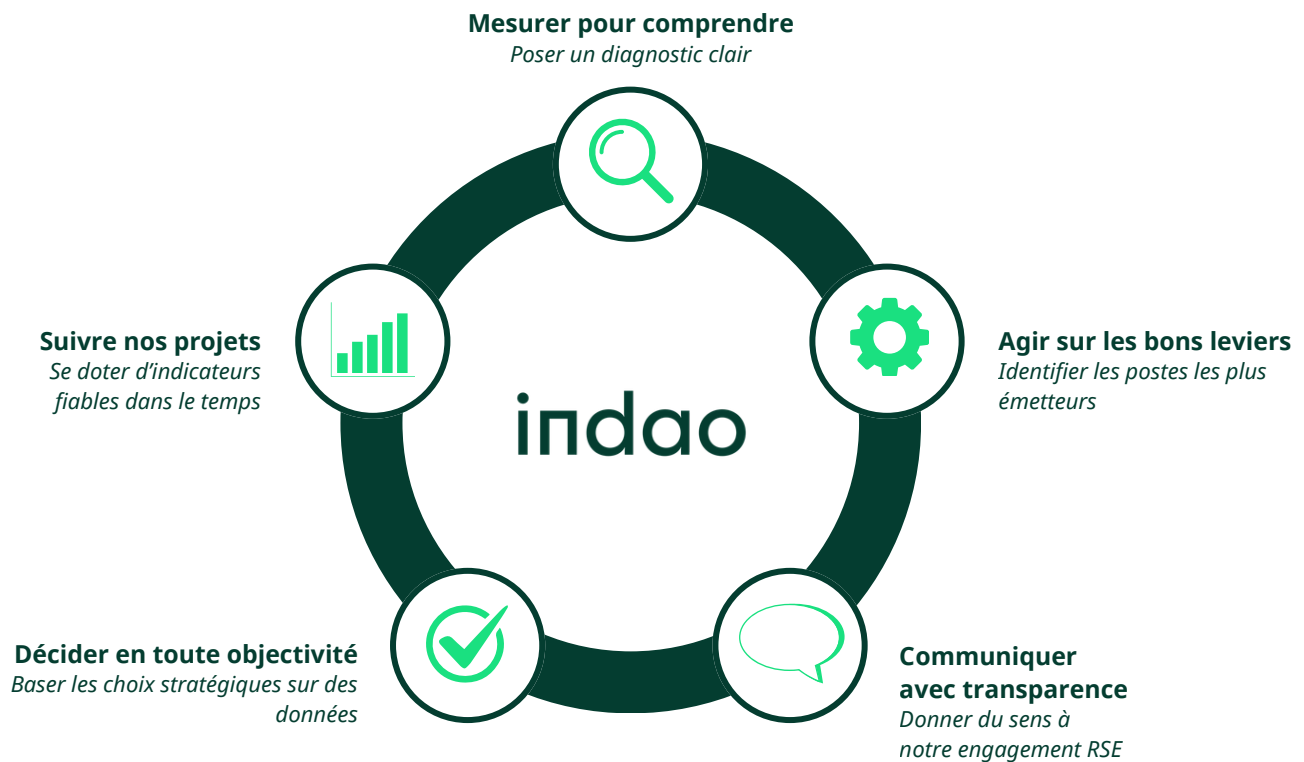 Mesurer pour comprendre
Poser un diagnostic clair
Agir sur les bons leviers
Identifier les postes les plus
émetteurs
Communiquer
avec transparence
Donner du sens à
notre engagement RSE
Décider en toute objectivité
Baser les choix stratégiques sur des
données
Suivre nos projets
Se doter d’indicateurs
fiables dans le temps
indao